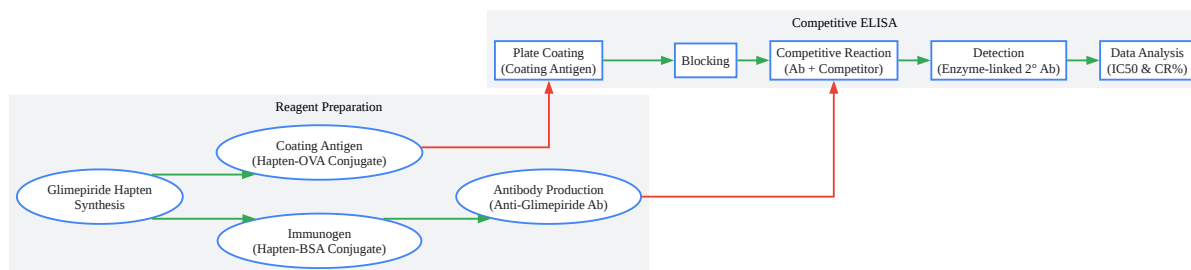 Competitive ELISA
Plate Coating
(Coating Antigen)
Blocking
Competitive Reaction
(Ab + Competitor)
Detection
(Enzyme-linked 2° Ab)
Data Analysis
(IC50 & CR%)
Reagent Preparation
Coating Antigen
(Hapten-OVA Conjugate)
Glimepiride Hapten
Synthesis
Antibody Production
(Anti-Glimepiride Ab)
Immunogen
(Hapten-BSA Conjugate)